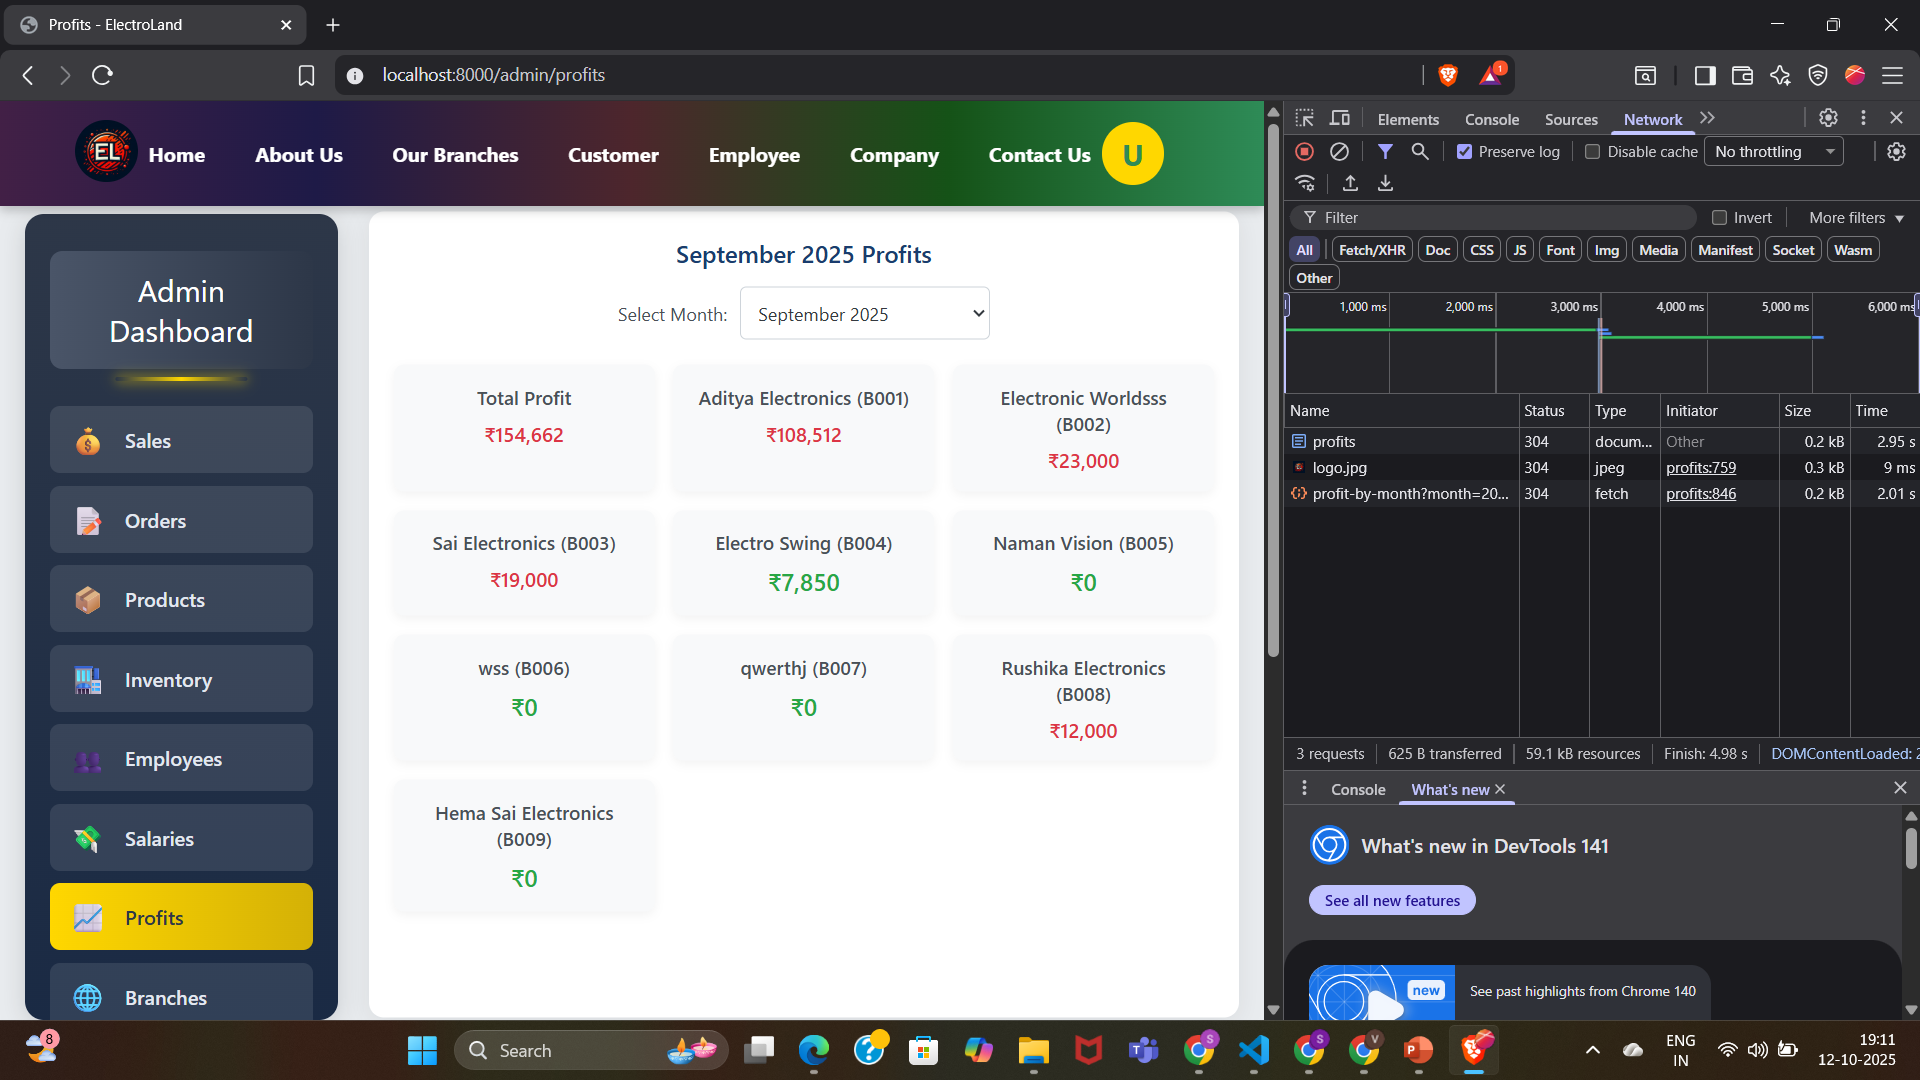 Profits - ElectroLand
localhost:8000/admin/profits
1
EL
Home
About Us
Our Branches
Customer
Employee
Company
Contact Us
U
Admin
Dashboard
Sales
Orders
Products
Inventory
Employees
Salaries
Profits
Branches
September 2025 Profits
Select Month:
September 2025
Total Profit
₹154,662
Aditya Electronics (B001)
₹108,512
Electronic Worldsss
(B002)
₹23,000
Sai Electronics (B003)
₹19,000
Electro Swing (B004)
₹7,850
Naman Vision (B005)
₹0
wss (B006)
₹0
qwerthj (B007)
₹0
Rushika Electronics
(B008)
₹12,000
Hema Sai Electronics
(B009)
₹0
Elements
Console
Sources
Network
Preserve log
Disable cache
No throttling
Filter
Invert
More filters
All
Fetch/XHR
Doc
CSS
JS
Font
Img
Media
Manifest
Socket
Wasm
Other
1,000 ms
2,000 ms
3,000 ms
4,000 ms
5,000 ms
6,000 ms
Name Status Type Initiator Size Time
profits 304 docum... Other 0.2 kB 2.95 s
logo.jpg 304 jpeg profits:759 0.3 kB 9 ms
profit-by-month?month=20... 304 fetch profits:846 0.2 kB 2.01 s
3 requests
625 B transferred
59.1 kB resources
Finish: 4.98 s
DOMContentLoaded: 2
Console
What's new
What's new in DevTools 141
See all new features
new
See past highlights from Chrome 140
8
Search
S
S
V
P
ENG
IN
19:11
12-10-2025